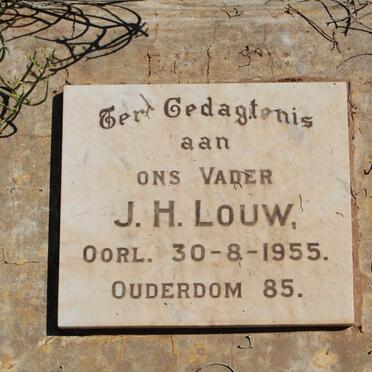 Ter Gedagtenis
aan
ONS VADER
J. H. LOUW,
OORL. 30-8-1955.
OUDERDOM 85.